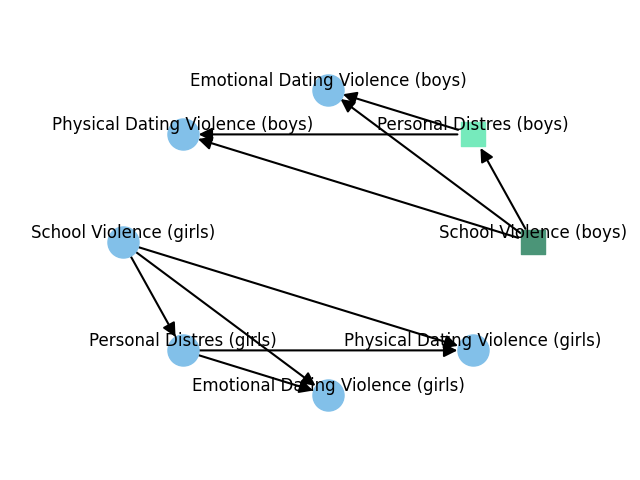 Emotional Dating Violence (boys)
Physical Dating Violence (boys)
Personal Distres (boys)
School Violence (girls)
School Violence (boys)
Personal Distres (girls)
Physical Dating Violence (girls)
Emotional Dating Violence (girls)